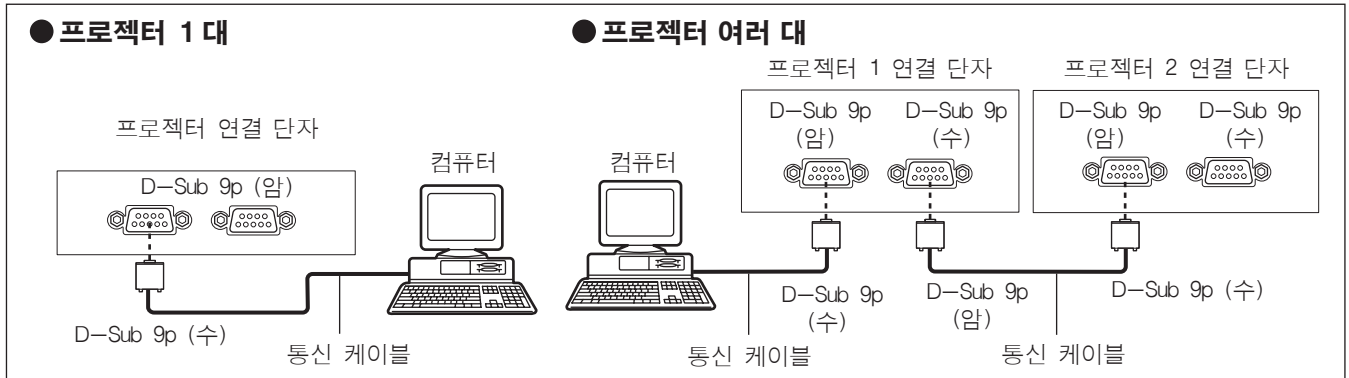 ● 프로젝터 1대
프로젝터 연결 단자
D-Sub 9p (암)
컴퓨터
D-Sub 9p (수)
통신 케이블
● 프로젝터 여러 대
프로젝터 1 연결 단자
프로젝터 2 연결 단자
D-Sub 9p
(암)
D-Sub 9p
(수)
D-Sub 9p
(암)
D-Sub 9p
(수)
컴퓨터
D-Sub 9p
(수)
D-Sub 9p
(암)
D-Sub 9p (수)
통신 케이블
통신 케이블